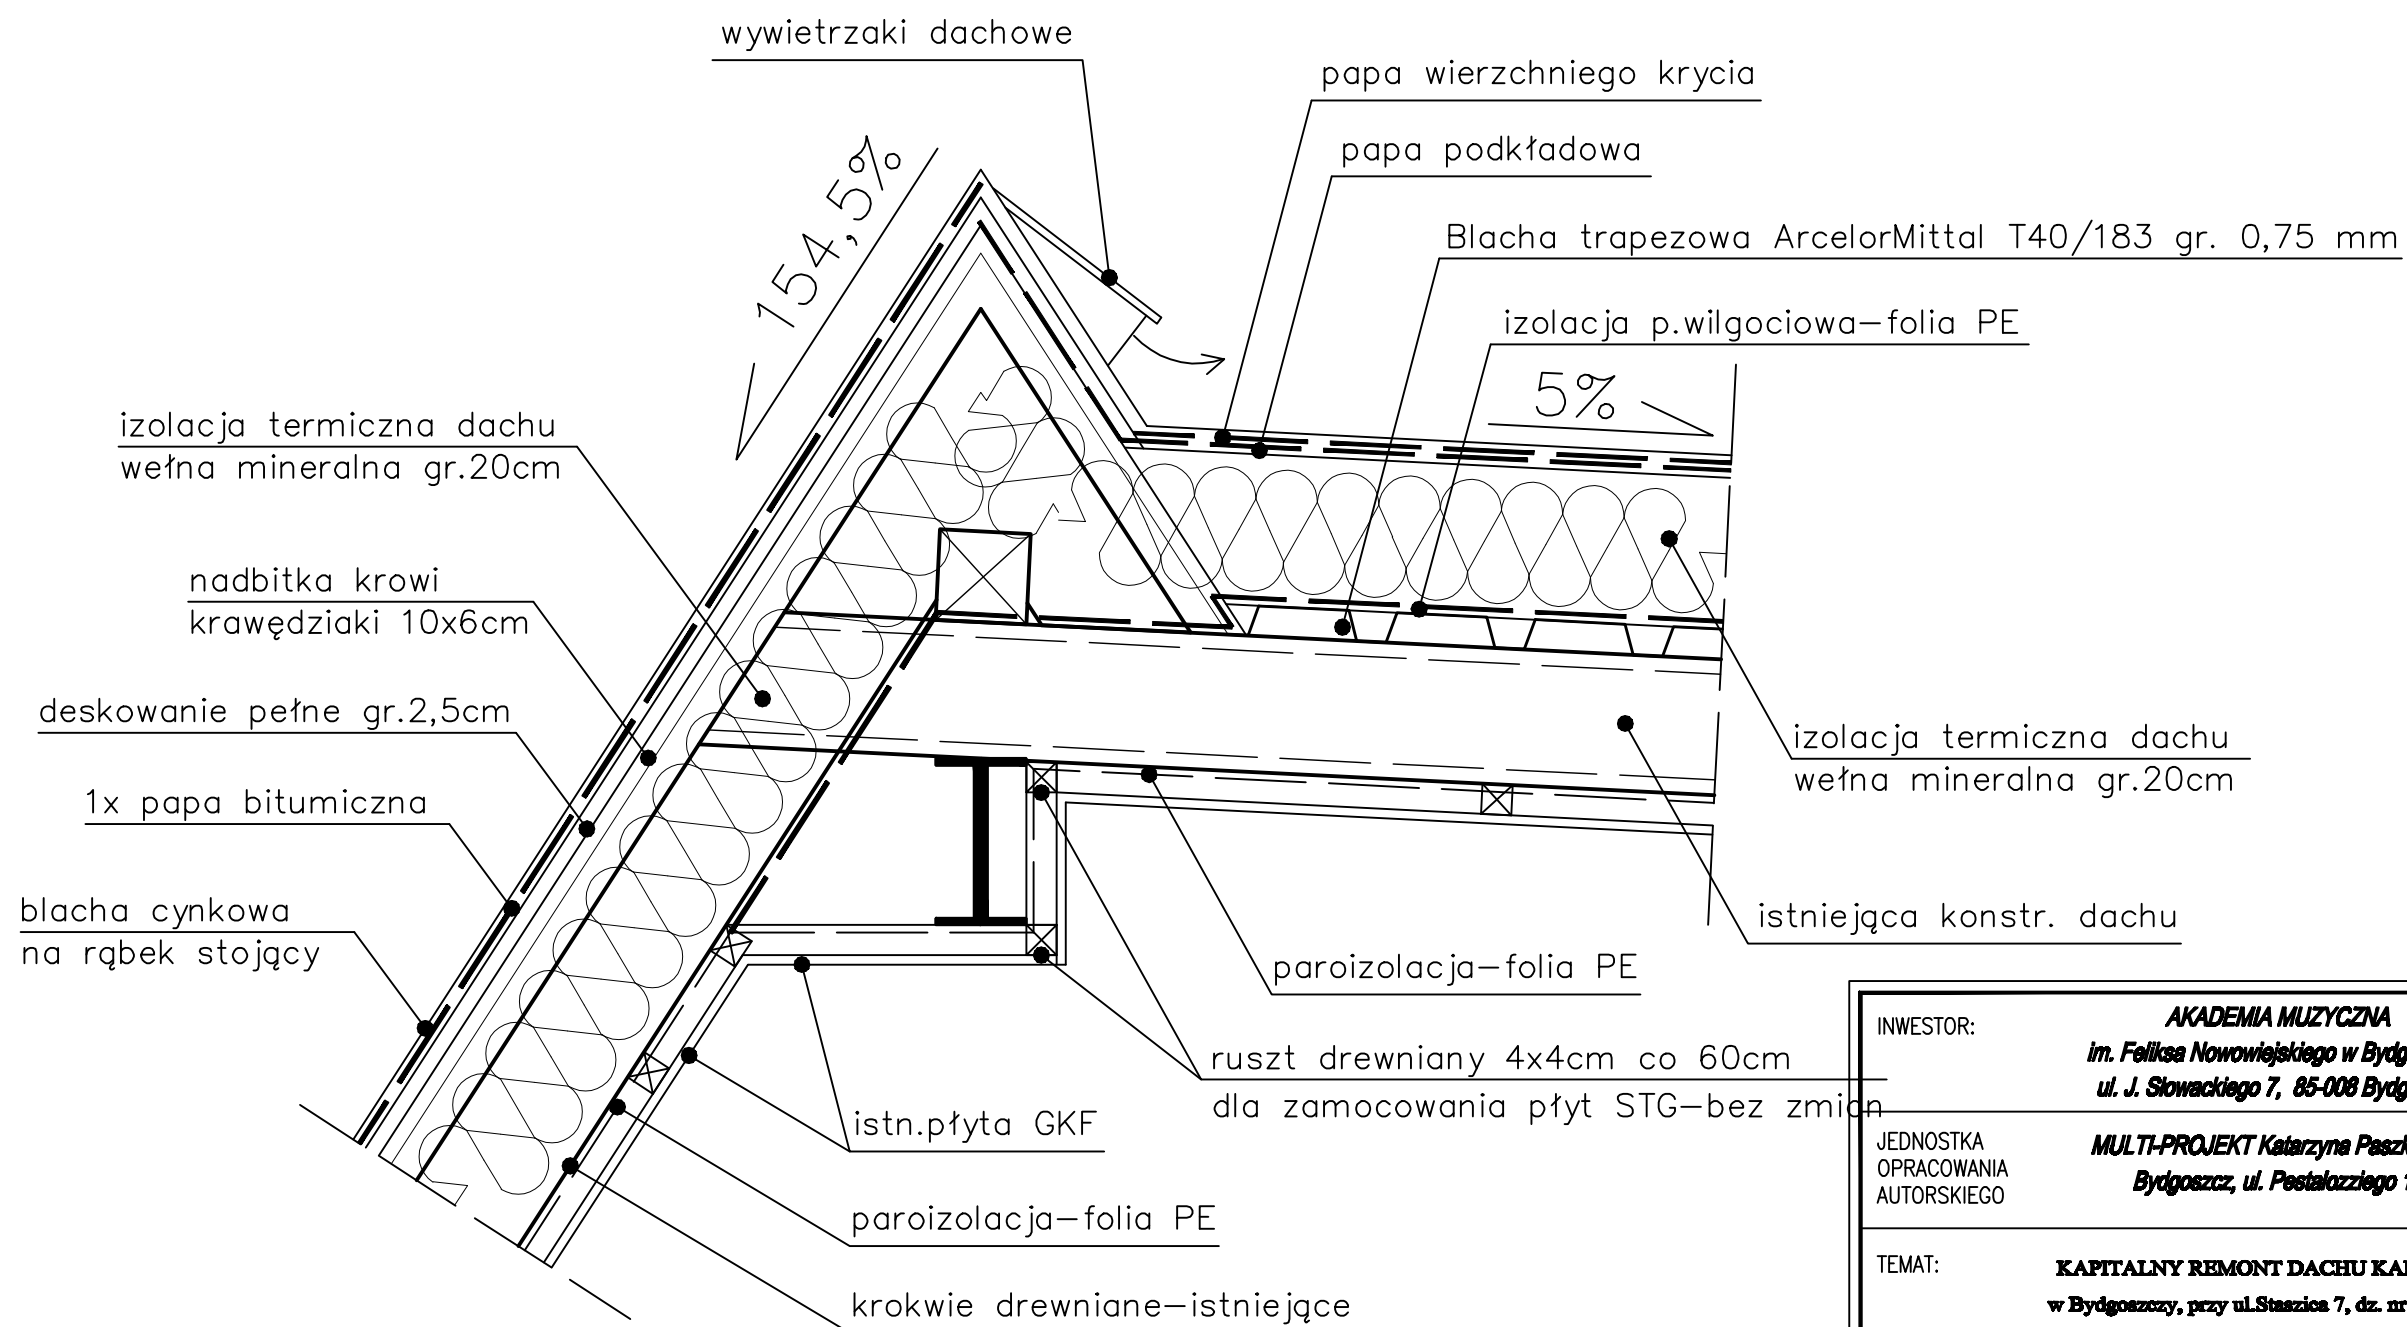 wywietrzaki dachowe
papa wierzchniego krycia
papa podkładowa
Blacha trapezowa ArcelorMittal T40/183 gr. 0,75 mm
izolacja p.wilgociowa-folia PE
154,5%
5%
izolacja termiczna dachu
wełna mineralna gr.20cm
nadbitka krowi
krawędziaki 10x6cm
deskowanie pełne gr.2,5cm
1x papa bitumiczna
blacha cynkowa
na rąbek stojący
izolacja termiczna dachu
wełna mineralna gr.20cm
istniejąca konstr. dachu
paroizolacja-folia PE
ruszt drewniany 4x4cm co 60cm
dla zamocowania płyt STG-bez zmian
istn.płyta GKF
paroizolacja-folia PE
krokwie drewniane-istniejące
INWESTOR:
AKADEMIA MUZYCZNA
im. Feliksa Nowowiejskiego w Bydg
ul. J. Słowackiego 7, 85-008 Bydg
JEDNOSTKA
OPRACOWANIA
AUTORSKIEGO
MULTI-PROJEKT Katarzyna Pasz
Bydgoszcz, ul. Pestalozziego
TEMAT:
KAPITALNY REMONT DACHU KA
w Bydgoszczy, przy ul.Staszica 7, dz. nr